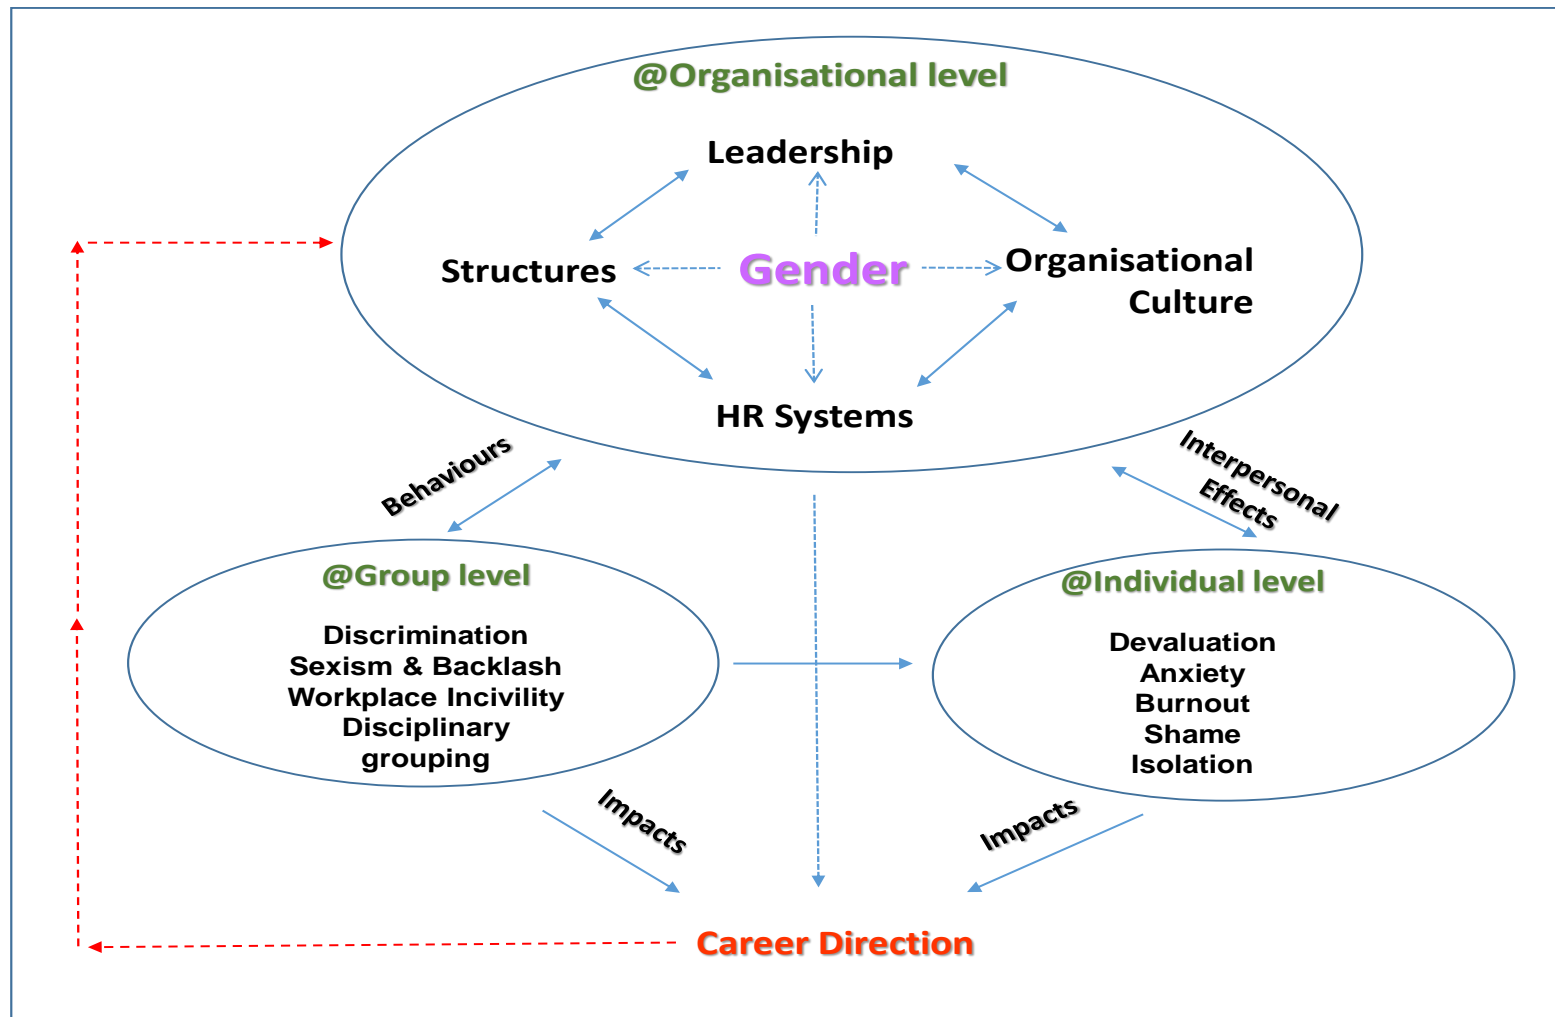 @Organisational level
Leadership
Structures
Gender
Organisational
Culture
HR Systems
Behaviours
Interpersonal
Effects
@Group level
Discrimination
Sexism & Backlash
Workplace Incivility
Disciplinary
grouping
@Individual level
Devaluation
Anxiety
Burnout
Shame
Isolation
Impacts
Impacts
Career Direction